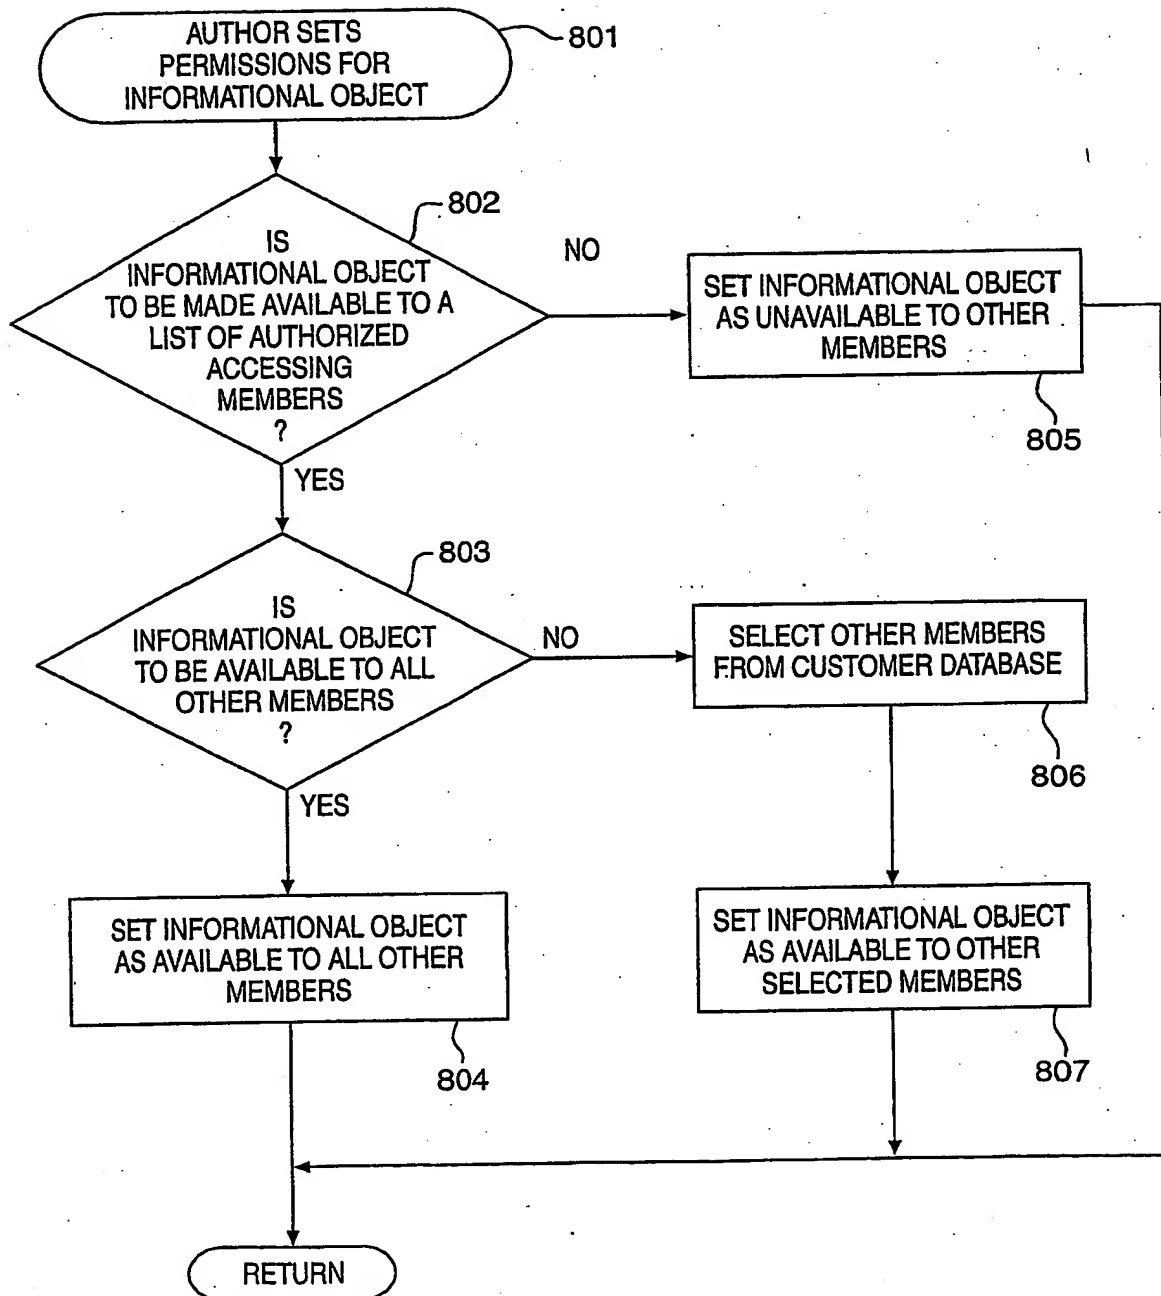 AUTHOR SETS
PERMISSIONS FOR
INFORMATIONAL OBJECT
801
802
IS
INFORMATIONAL OBJECT
TO BE MADE AVAILABLE TO A
LIST OF AUTHORIZED
ACCESSING
MEMBERS
?
NO
SET INFORMATIONAL OBJECT
AS UNAVAILABLE TO OTHER
MEMBERS
805
YES
803
IS
INFORMATIONAL OBJECT
TO BE AVAILABLE TO ALL
OTHER MEMBERS
?
NO
SELECT OTHER MEMBERS
FROM CUSTOMER DATABASE
806
YES
SET INFORMATIONAL OBJECT
AS AVAILABLE TO ALL OTHER
MEMBERS
804
SET INFORMATIONAL OBJECT
AS AVAILABLE TO OTHER
SELECTED MEMBERS
807
RETURN